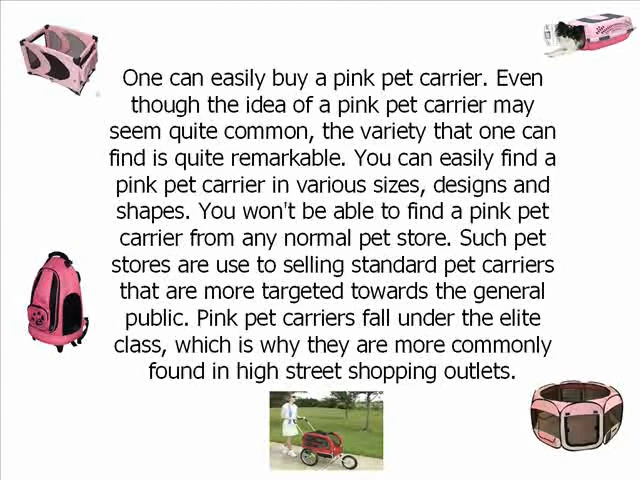 One can easily buy a pink pet carrier. Even
though the idea of a pink pet carrier may
seem quite common, the variety that one can
find is quite remarkable. You can easily find a
pink pet carrier in various sizes, designs and
shapes. You won't be able to find a pink pet
carrier from any normal pet store. Such pet
stores are use to selling standard pet carriers
that are more targeted towards the general
public. Pink pet carriers fall under the elite
class, which is why they are more commonly
found in high street shopping outlets.